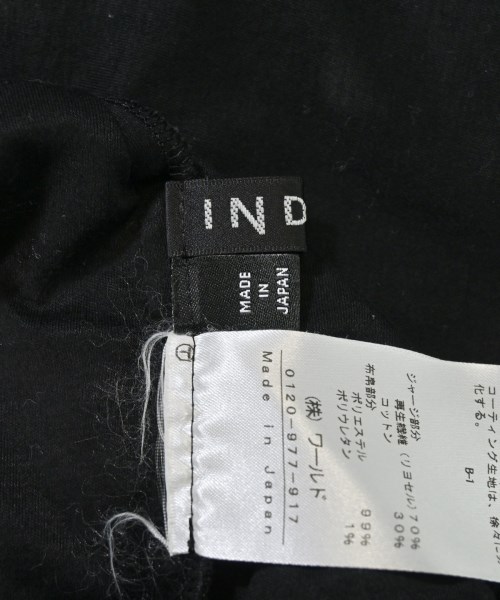 IND
MADE
IN
JAPAN
コーティング生地は、
化する。
B-1
ジャージ部分
再生繊維(リヨセル)70%
コットン 30%
布帛部分
ポリエステル 99%
ポリウレタン 1%
(株)ワールド
0120-977-917
Made in Japan
T